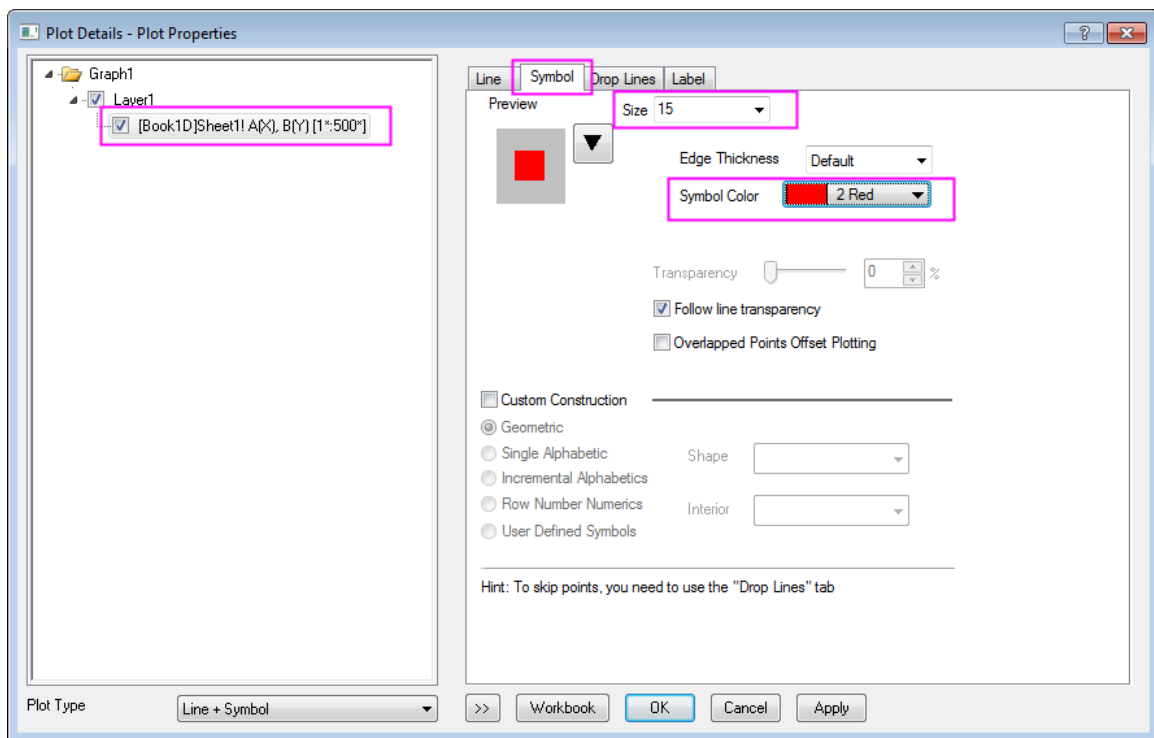 Plot Details - Plot Properties
Graph1
Layer1
[Book1D]Sheet1! A(X), B(Y) [1*:500*]
Line Symbol Drop Lines Label
Preview
Size 15
Edge Thickness Default
Symbol Color 2 Red
Transparency 0 %
Follow line transparency
Overlapped Points Offset Plotting
Custom Construction
Geometric
Single Alphabetic
Shape
Incremental Alphabetics
Row Number Numerics
Interior
User Defined Symbols
Hint: To skip points, you need to use the "Drop Lines" tab
Plot Type Line + Symbol >> Workbook OK Cancel Apply